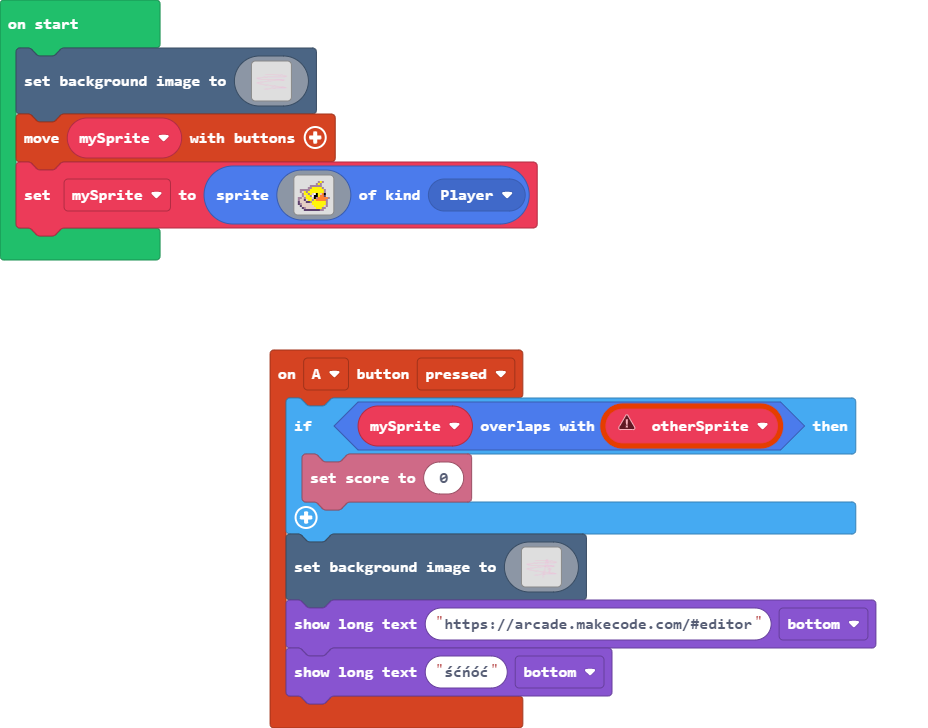 on start
set background image to
move mySprite with buttons
set mySprite to sprite of kind Player
on A button pressed
if mySprite overlaps with otherSprite then
set score to 0
set background image to
show long text "https://arcade.makecode.com/#editor" bottom
show long text "śćńóć" bottom